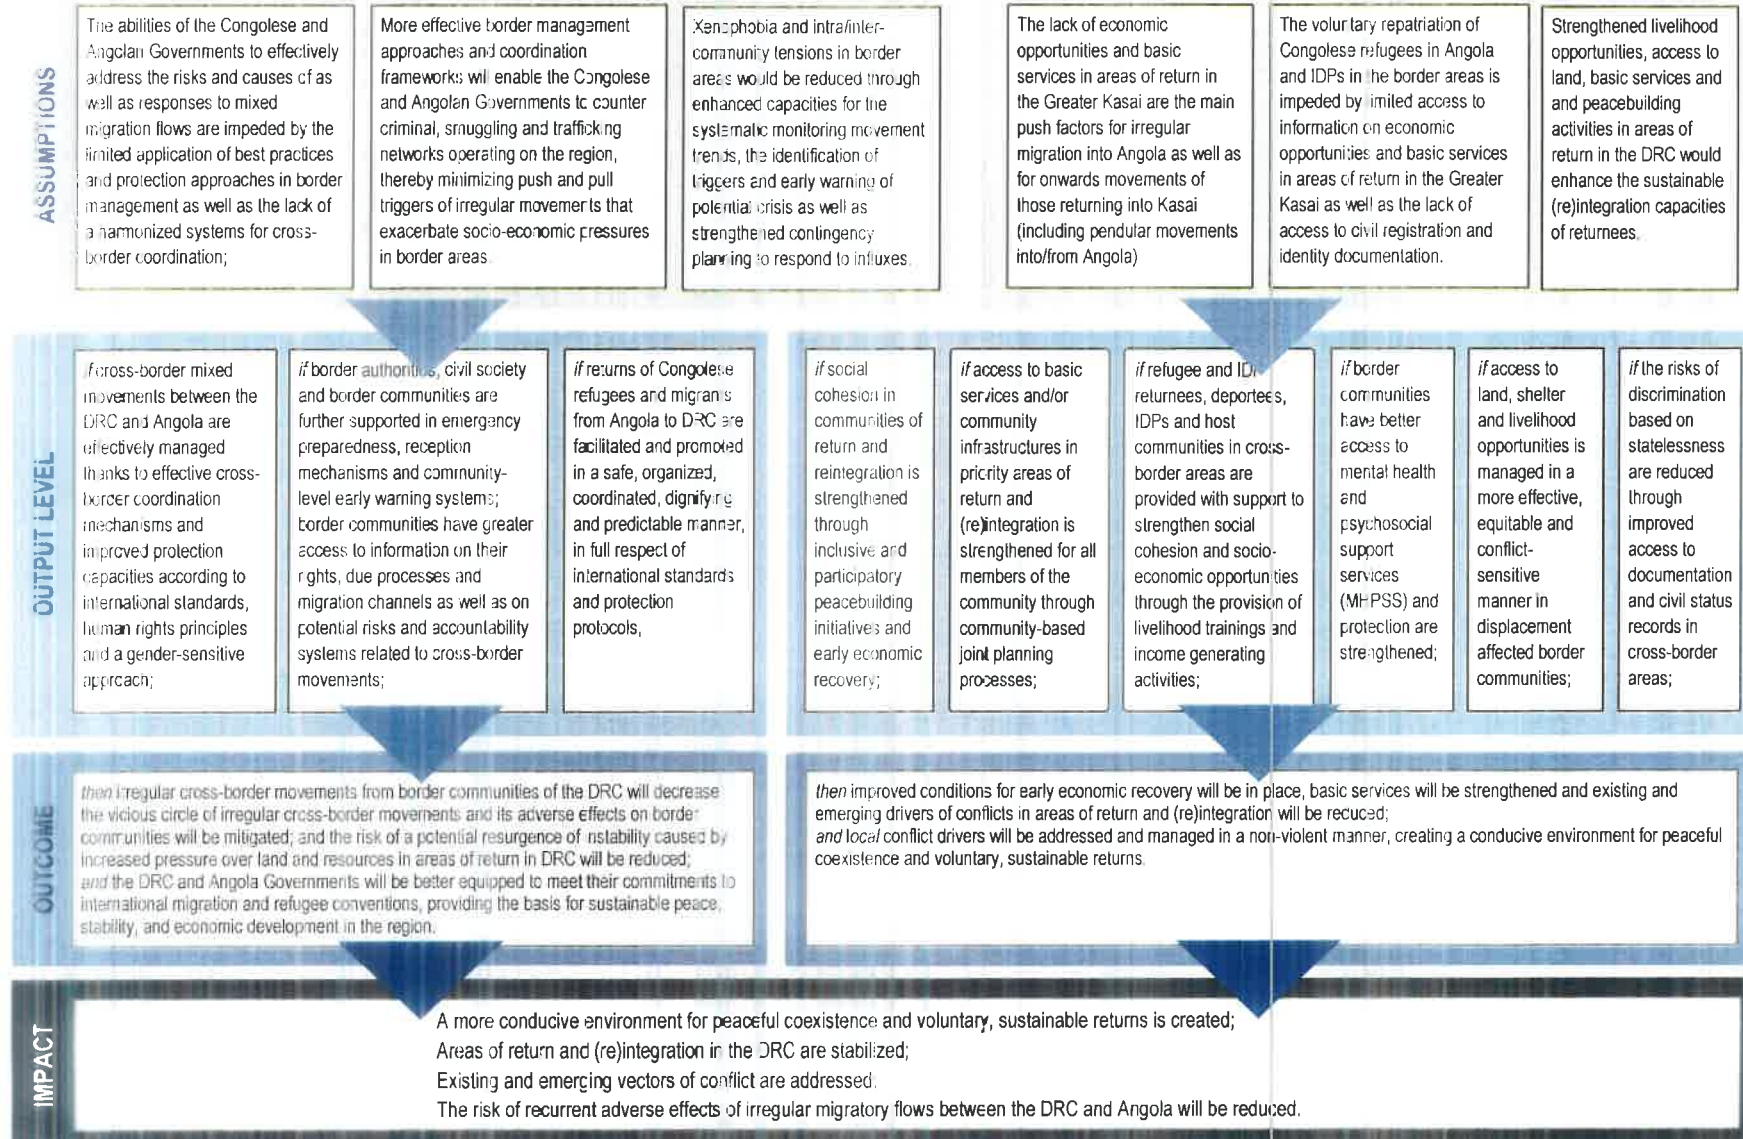 ASSUMPTIONS
The abilities of the Congolese and
Angolan Governments to effectively
address the risks and causes of as
well as responses to mixed
migration flows are impeded by the
limited application of best practices
and protection approaches in border
management as well as the lack of
a harmonized systems for cross-
border coordination;
More effective border management
approaches and coordination
frameworks will enable the Congolese
and Angolan Governments to counter
criminal, smuggling and trafficking
networks operating on the region,
thereby minimizing push and pull
triggers of irregular movements that
exacerbate socio-economic pressures
in border areas
Xenophobia and intra/inter-
community tensions in border
areas would be reduced through
enhanced capacities for the
systematic monitoring movement
trends, the identification of
triggers and early warning of
potential crisis as well as
strengthened contingency
planning to respond to influxes.
The lack of economic
opportunities and basic
services in areas of return in
the Greater Kasai are the main
push factors for irregular
migration into Angola as well as
for onwards movements of
those returning into Kasai
(including pendular movements
into/from Angola)
The voluntary repatriation of
Congolese refugees in Angola
and IDPs in the border areas is
impeded by limited access to
information on economic
opportunities and basic services
in areas of return in the Greater
Kasai as well as the lack of
access to civil registration and
identity documentation.
Strengthened livelihood
opportunities, access to
land, basic services and
and peacebuilding
activities in areas of
return in the DRC would
enhance the sustainable
(re)integration capacities
of returnees.
OUTPUT LEVEL
if cross-border mixed
movements between the
DRC and Angola are
effectively managed
thanks to effective cross-
border coordination
mechanisms and
improved protection
capacities according to
international standards,
human rights principles
and a gender-sensitive
approach;
if border authorities, civil society
and border communities are
further supported in emergency
preparedness, reception
mechanisms and community-
level early warning systems;
border communities have greater
access to information on their
rights, due processes and
migration channels as well as on
potential risks and accountability
systems related to cross-border
movements;
if returns of Congolese
refugees and migrants
from Angola to DRC are
facilitated and promoted
in a safe, organized,
coordinated, dignifying
and predictable manner,
in full respect of
international standards
and protection
protocols,
if social
cohesion in
communities of
return and
reintegration is
strengthened
through
inclusive and
participatory
peacebuilding
initiatives and
early economic
recovery;
if access to basic
services and/or
community
infrastructures in
priority areas of
return and
(re)integration is
strengthened for all
members of the
community through
community-based
joint planning
processes;
if refugee and IDP
returnees, deportees,
IDPs and host
communities in cross-
border areas are
provided with support to
strengthen social
cohesion and socio-
economic opportunities
through the provision of
livelihood trainings and
income generating
activities;
if border
communities
have better
access to
mental health
and
psychosocial
support
services
(MHPSS) and
protection are
strengthened;
if access to
land, shelter
and livelihood
opportunities is
managed in a
more effective,
equitable and
conflict-
sensitive
manner in
displacement
affected border
communities;
if the risks of
discrimination
based on
statelessness
are reduced
through
improved
access to
documentation
and civil status
records in
cross-border
areas;
OUTCOME
then irregular cross-border movements from border communities of the DRC will decrease
the vicious circle of irregular cross-border movements and its adverse effects on border
communities will be mitigated; and the risk of a potential resurgence of instability caused by
increased pressure over land and resources in areas of return in DRC will be reduced;
and the DRC and Angola Governments will be better equipped to meet their commitments to
international migration and refugee conventions, providing the basis for sustainable peace,
stability, and economic development in the region.
then improved conditions for early economic recovery will be in place, basic services will be strengthened and existing and
emerging drivers of conflicts in areas of return and (re)integration will be reduced;
and local conflict drivers will be addressed and managed in a non-violent manner, creating a conducive environment for peaceful
coexistence and voluntary, sustainable returns.
IMPACT
A more conducive environment for peaceful coexistence and voluntary, sustainable returns is created;
Areas of return and (re)integration in the DRC are stabilized;
Existing and emerging vectors of conflict are addressed.
The risk of recurrent adverse effects of irregular migratory flows between the DRC and Angola will be reduced.